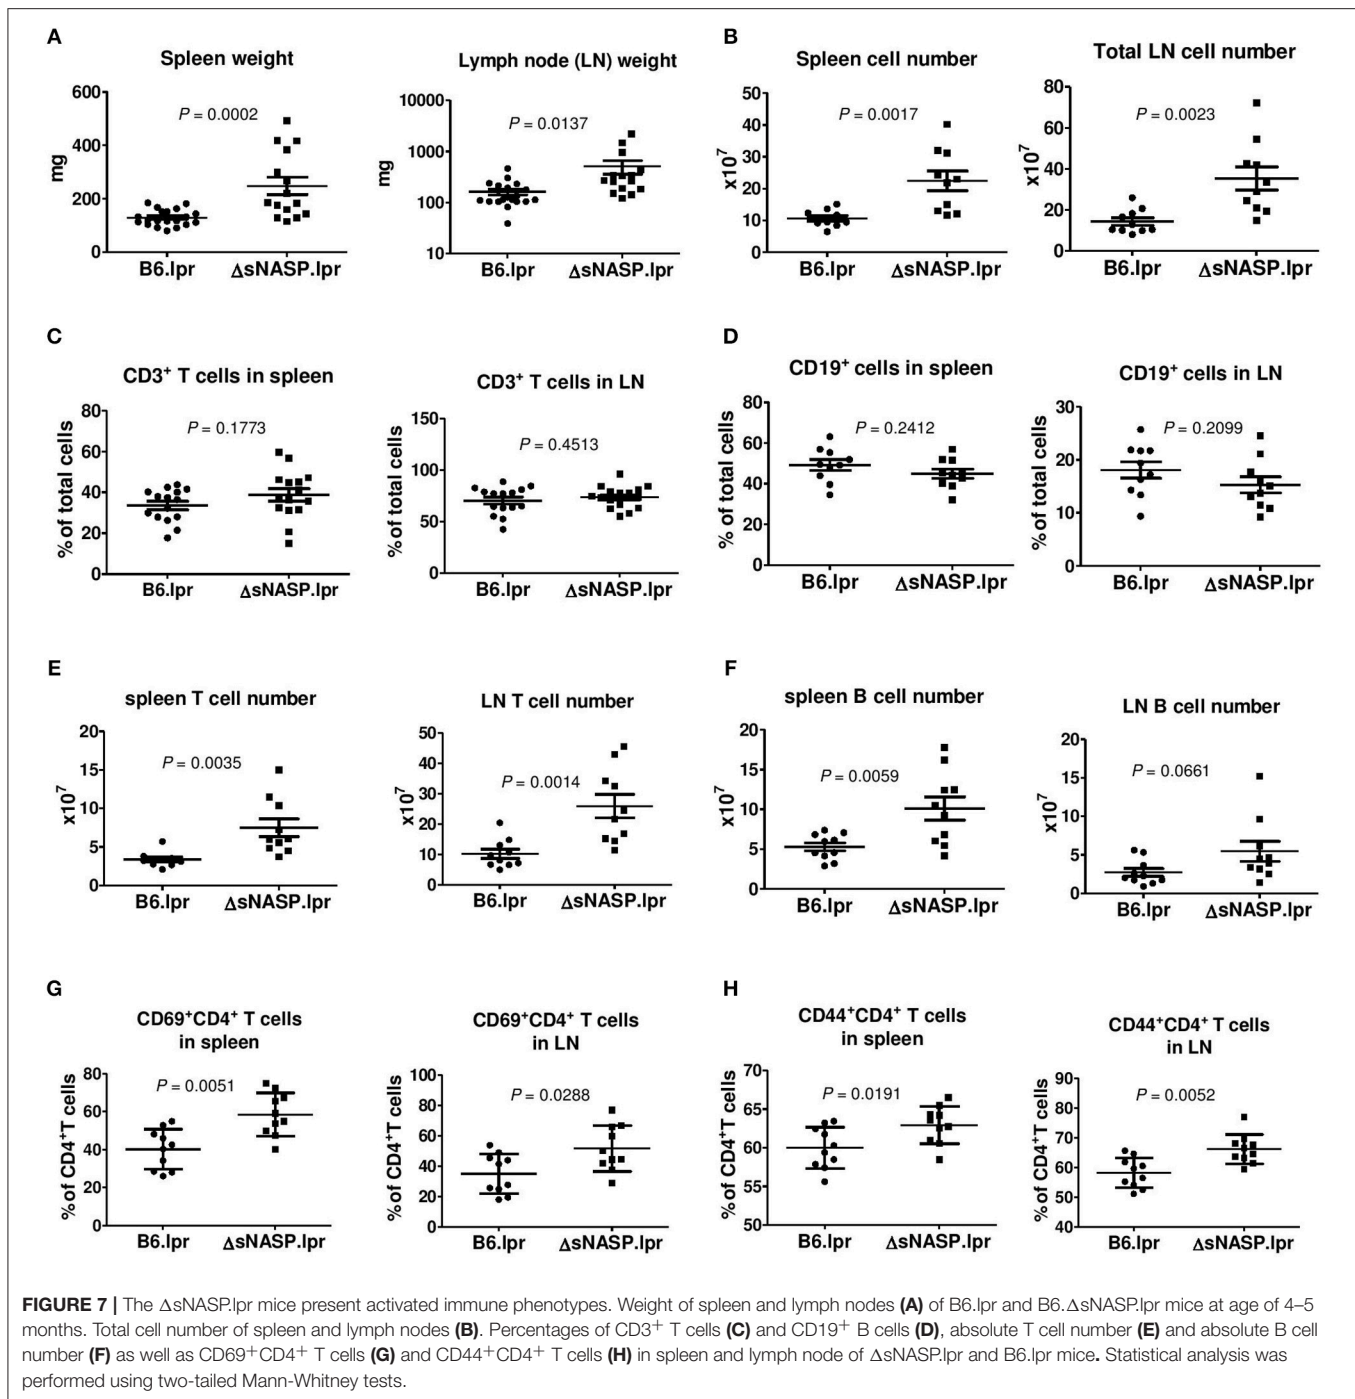 A
Spleen weight
mg
600
400
200
0
P = 0.0002
B6.lpr
ΔsNASP.lpr
Lymph node (LN) weight
mg
10000
1000
100
10
P = 0.0137
B6.lpr
ΔsNASP.lpr
B
Spleen cell number
x10⁷
50
40
30
20
10
0
P = 0.0017
B6.lpr
ΔsNASP.lpr
Total LN cell number
x10⁷
80
60
40
20
0
P = 0.0023
B6.lpr
ΔsNASP.lpr
C
CD3⁺ T cells in spleen
% of total cells
80
60
40
20
0
P = 0.1773
B6.lpr
ΔsNASP.lpr
CD3⁺ T cells in LN
% of total cells
150
100
50
0
P = 0.4513
B6.lpr
ΔsNASP.lpr
D
CD19⁺ cells in spleen
% of total cells
80
60
40
20
0
P = 0.2412
B6.lpr
ΔsNASP.lpr
CD19⁺ cells in LN
% of total cells
30
20
10
0
P = 0.2099
B6.lpr
ΔsNASP.lpr
E
spleen T cell number
x10⁷
20
15
10
5
0
P = 0.0035
B6.lpr
ΔsNASP.lpr
LN T cell number
x10⁷
50
40
30
20
10
0
P = 0.0014
B6.lpr
ΔsNASP.lpr
F
spleen B cell number
x10⁷
20
15
10
5
0
P = 0.0059
B6.lpr
ΔsNASP.lpr
LN B cell number
x10⁷
20
15
10
5
0
P = 0.0661
B6.lpr
ΔsNASP.lpr
G
CD69⁺CD4⁺ T cells
in spleen
% of CD4⁺T cells
80
60
40
20
0
P = 0.0051
B6.lpr
ΔsNASP.lpr
CD69⁺CD4⁺ T cells
in LN
% of CD4⁺T cells
100
80
60
40
20
0
P = 0.0288
B6.lpr
ΔsNASP.lpr
H
CD44⁺CD4⁺ T cells
in spleen
% of CD4⁺T cells
70
65
60
55
50
P = 0.0191
B6.lpr
ΔsNASP.lpr
CD44⁺CD4⁺ T cells
in LN
% of CD4⁺T cells
90
80
70
60
50
40
P = 0.0052
B6.lpr
ΔsNASP.lpr
FIGURE 7 | The ΔsNASP.lpr mice present activated immune phenotypes. Weight of spleen and lymph nodes (A) of B6.lpr and B6.ΔsNASP.lpr mice at age of 4–5
months. Total cell number of spleen and lymph nodes (B). Percentages of CD3⁺ T cells (C) and CD19⁺ B cells (D), absolute T cell number (E) and absolute B cell
number (F) as well as CD69⁺CD4⁺ T cells (G) and CD44⁺CD4⁺ T cells (H) in spleen and lymph node of ΔsNASP.lpr and B6.lpr mice. Statistical analysis was
performed using two-tailed Mann-Whitney tests.